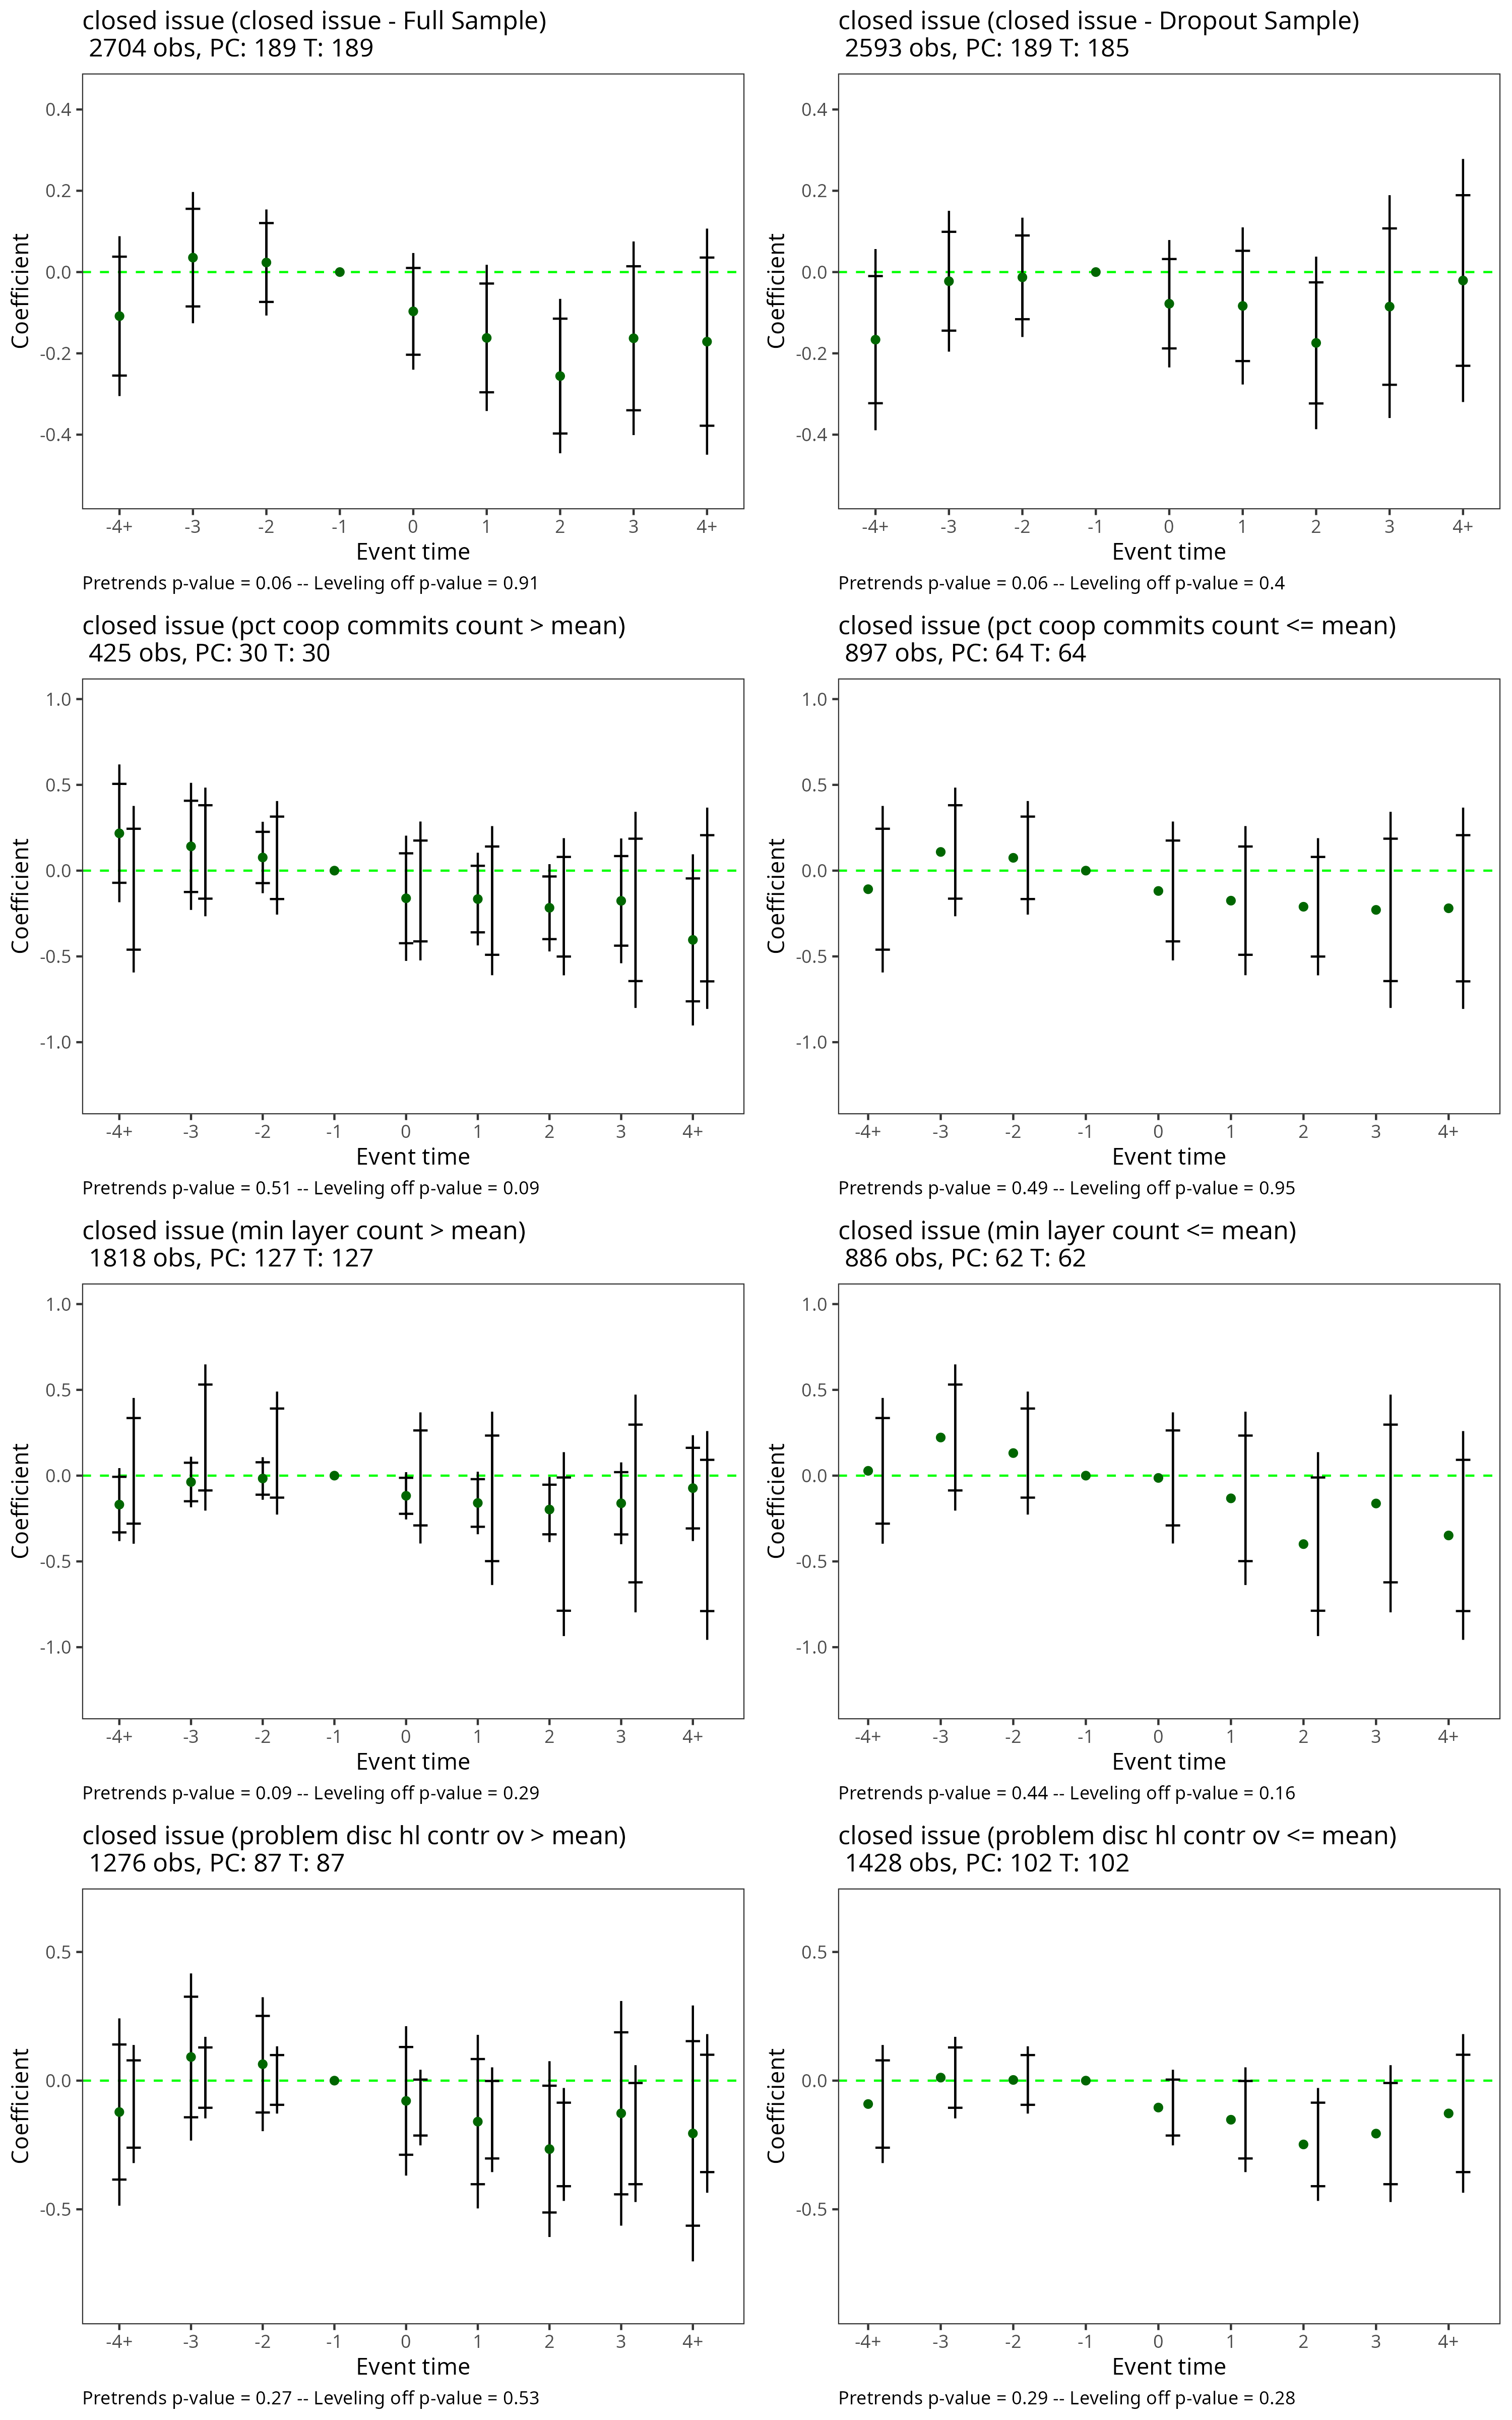 closed issue (closed issue - Full Sample)
2704 obs, PC: 189 T: 189
0.4
0.2
0.0
-0.2
-0.4
Coefficient
-4+ -3 -2 -1 0 1 2 3 4+
Event time
Pretrends p-value = 0.06 -- Leveling off p-value = 0.91
closed issue (closed issue - Dropout Sample)
2593 obs, PC: 189 T: 185
0.4
0.2
0.0
-0.2
-0.4
Coefficient
-4+ -3 -2 -1 0 1 2 3 4+
Event time
Pretrends p-value = 0.06 -- Leveling off p-value = 0.4
closed issue (pct coop commits count > mean)
425 obs, PC: 30 T: 30
1.0
0.5
0.0
-0.5
-1.0
Coefficient
-4+ -3 -2 -1 0 1 2 3 4+
Event time
Pretrends p-value = 0.51 -- Leveling off p-value = 0.09
closed issue (pct coop commits count <= mean)
897 obs, PC: 64 T: 64
1.0
0.5
0.0
-0.5
-1.0
Coefficient
-4+ -3 -2 -1 0 1 2 3 4+
Event time
Pretrends p-value = 0.49 -- Leveling off p-value = 0.95
closed issue (min layer count > mean)
1818 obs, PC: 127 T: 127
1.0
0.5
0.0
-0.5
-1.0
Coefficient
-4+ -3 -2 -1 0 1 2 3 4+
Event time
Pretrends p-value = 0.09 -- Leveling off p-value = 0.29
closed issue (min layer count <= mean)
886 obs, PC: 62 T: 62
1.0
0.5
0.0
-0.5
-1.0
Coefficient
-4+ -3 -2 -1 0 1 2 3 4+
Event time
Pretrends p-value = 0.44 -- Leveling off p-value = 0.16
closed issue (problem disc hl contr ov > mean)
1276 obs, PC: 87 T: 87
0.5
0.0
-0.5
Coefficient
-4+ -3 -2 -1 0 1 2 3 4+
Event time
Pretrends p-value = 0.27 -- Leveling off p-value = 0.53
closed issue (problem disc hl contr ov <= mean)
1428 obs, PC: 102 T: 102
0.5
0.0
-0.5
Coefficient
-4+ -3 -2 -1 0 1 2 3 4+
Event time
Pretrends p-value = 0.29 -- Leveling off p-value = 0.28